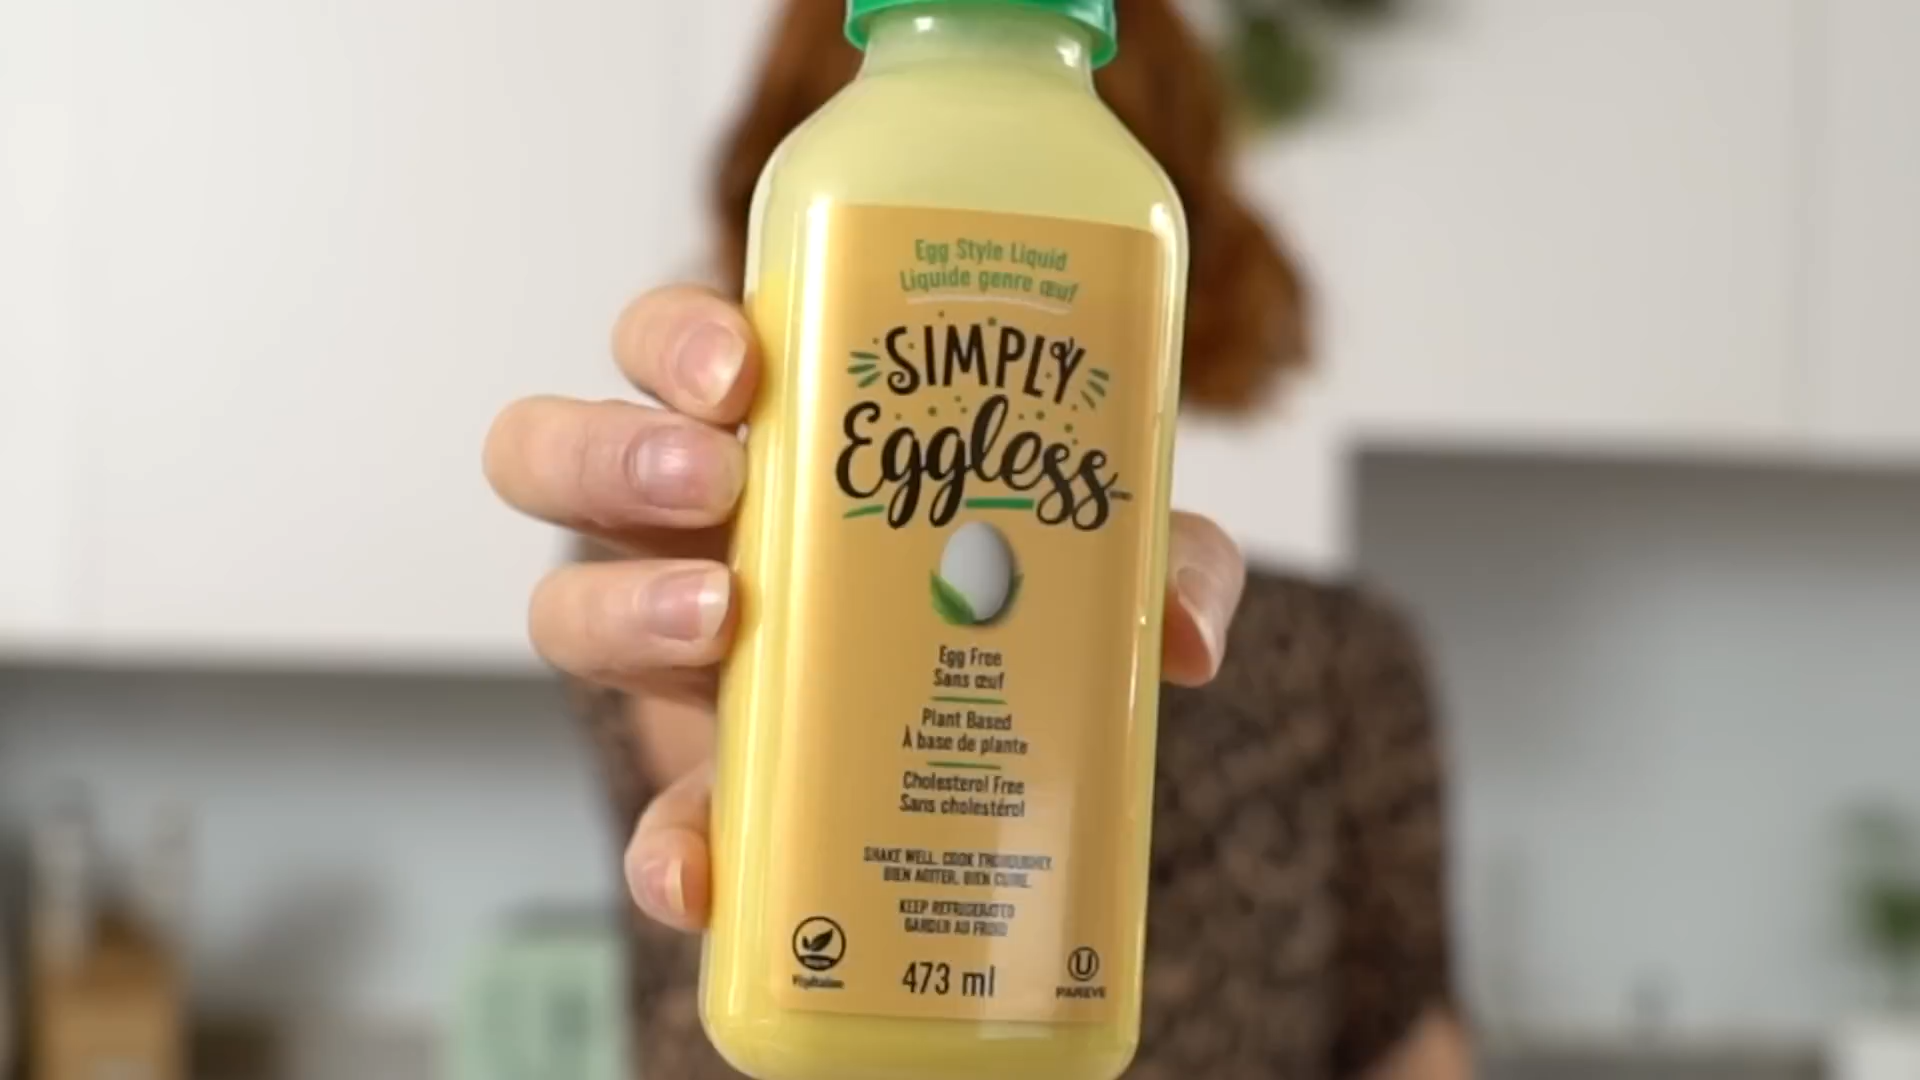 Egg Style Liquid
Liquide genre œuf
SIMPLY
Eggless
Egg Free
Sans œuf
Plant Based
À base de plante
Cholesterol Free
Sans cholestérol
SHAKE WELL. COOK THOROUGHLY.
BIEN AGITER. BIEN CUIRE.
KEEP REFRIGERATED
GARDER AU FROID
473 ml
U
PAREVE